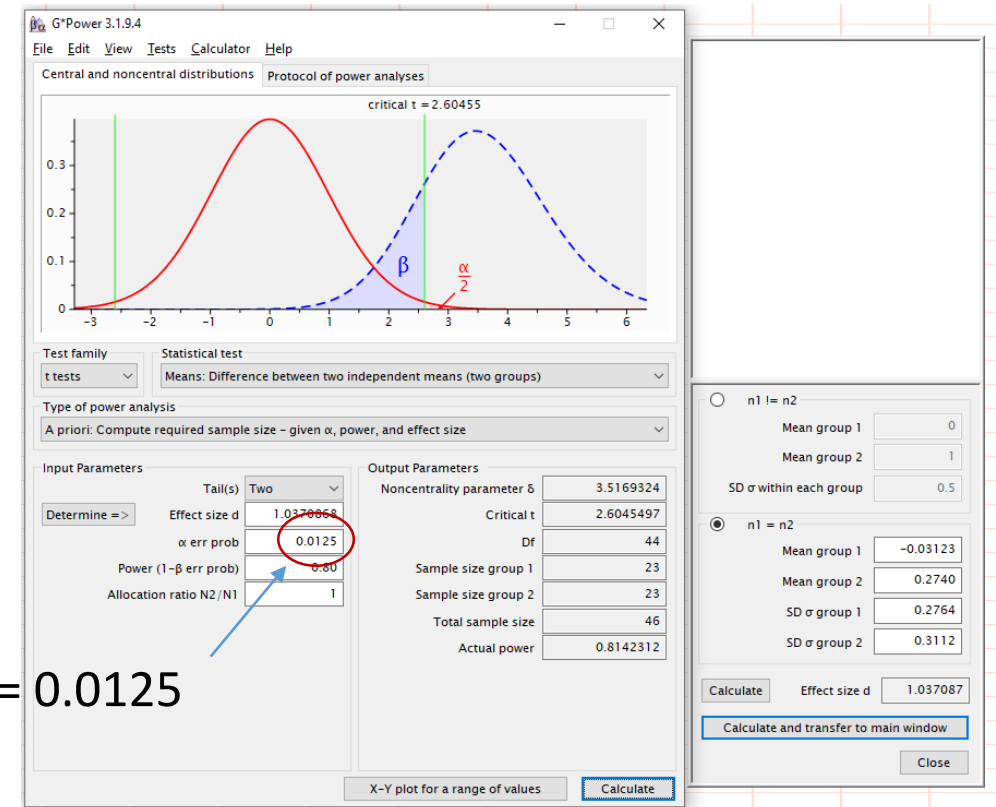 G*Power 3.1.9.4
File Edit View Tests Calculator Help
Central and noncentral distributions Protocol of power analyses
critical t = 2.60455
0.3
0.2
0.1
0
-3 -2 -1 0 1 2 3 4 5 6
β
α
2
Test family
t tests
Statistical test
Means: Difference between two independent means (two groups)
Type of power analysis
A priori: Compute required sample size - given α, power, and effect size
Input Parameters
Tail(s) Two
Determine => Effect size d 1.0370868
α err prob 0.0125
Power (1-β err prob) 0.80
Allocation ratio N2/N1 1
Output Parameters
Noncentrality parameter δ 3.5169324
Critical t 2.6045497
Df 44
Sample size group 1 23
Sample size group 2 23
Total sample size 46
Actual power 0.8142312
= 0.0125
X-Y plot for a range of values Calculate
n1 != n2
Mean group 1 0
Mean group 2 1
SD σ within each group 0.5
n1 = n2
Mean group 1 -0.03123
Mean group 2 0.2740
SD σ group 1 0.2764
SD σ group 2 0.3112
Calculate Effect size d 1.037087
Calculate and transfer to main window
Close